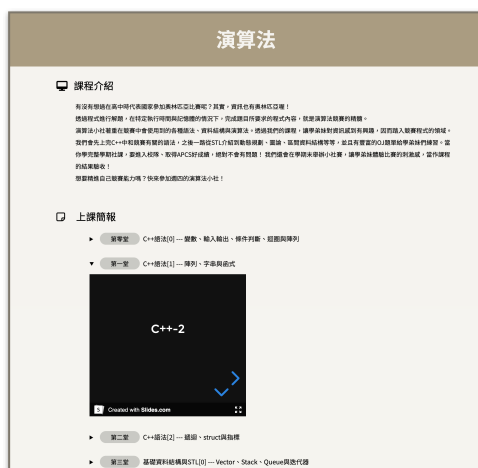 演算法
課程介紹
有沒有想過在高中時代表國家參加奧林匹亞比賽呢？其實，資訊也有奧林匹亞喔！
透過程式進行解題，在特定執行時間與記憶體的情況下，完成題目所要求的程式內容，就是演算法競賽的精髓。
演算法小社著重在競賽中會使用到的各種語法、資料結構與演算法。透過我們的課程，讓學弟妹對資訊感到有興趣，因而踏入競賽程式的領域。
我們會先上完C++中和競賽有關的語法，之後一路從STL介紹到動態規劃、圖論、區間資料結構等等，並且有豐富的OJ題單給學弟妹們練習。當
你學完整學期社課，要進入校隊、取得APCS好成績，絕對不會有問題！我們還會在學期末舉辦小社賽，讓學弟妹體驗比賽的刺激感，當作課程
的結果驗收！
想要精進自己競賽能力嗎？快來參加週四的演算法小社！
上課簡報
第零堂 C++語法[0] --- 變數、輸入輸出、條件判斷、迴圈與陣列
第一堂 C++語法[1] --- 陣列、字串與函式
C++-2
S Created with Slides.com
第二堂 C++語法[2] --- 遞迴、struct與指標
第三堂 基礎資料結構與STL[0] --- Vector、Stack、Queue與迭代器